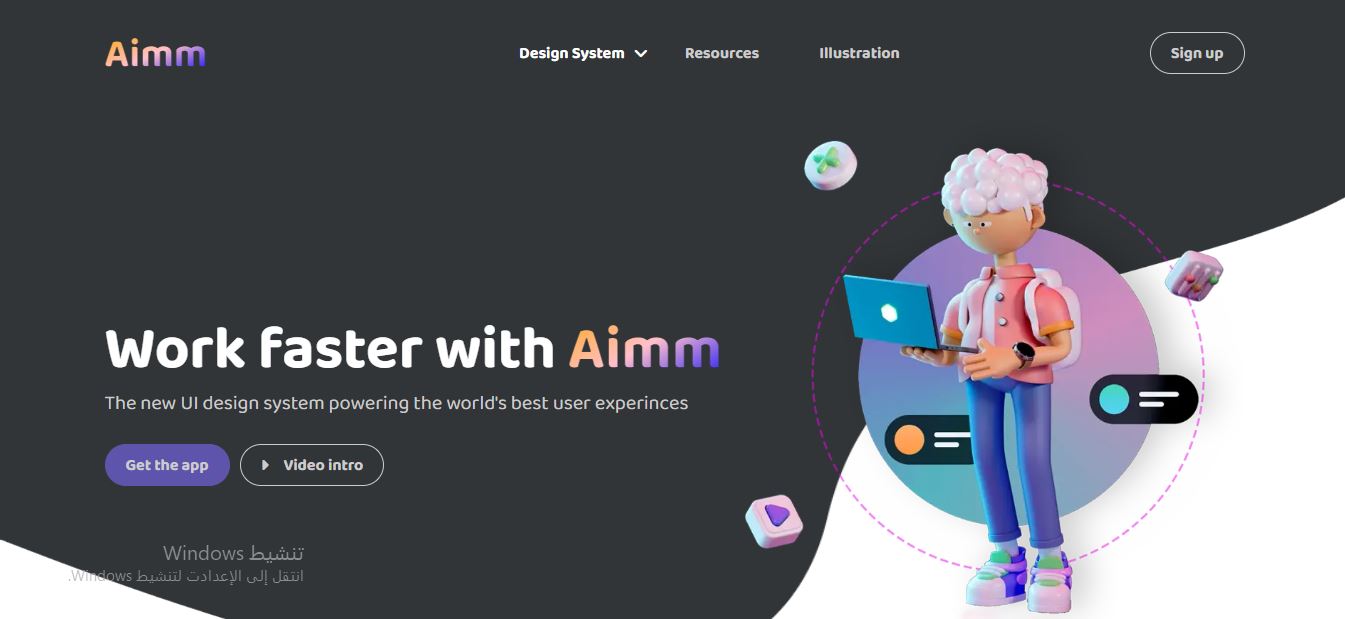 Aimm
Design System
Resources
Illustration
Sign up
Work faster with Aimm
The new UI design system powering the world's best user experinces
Get the app
Video intro
تنشيط Windows
انتقل إلى الإعدادت لتنشيط Windows.